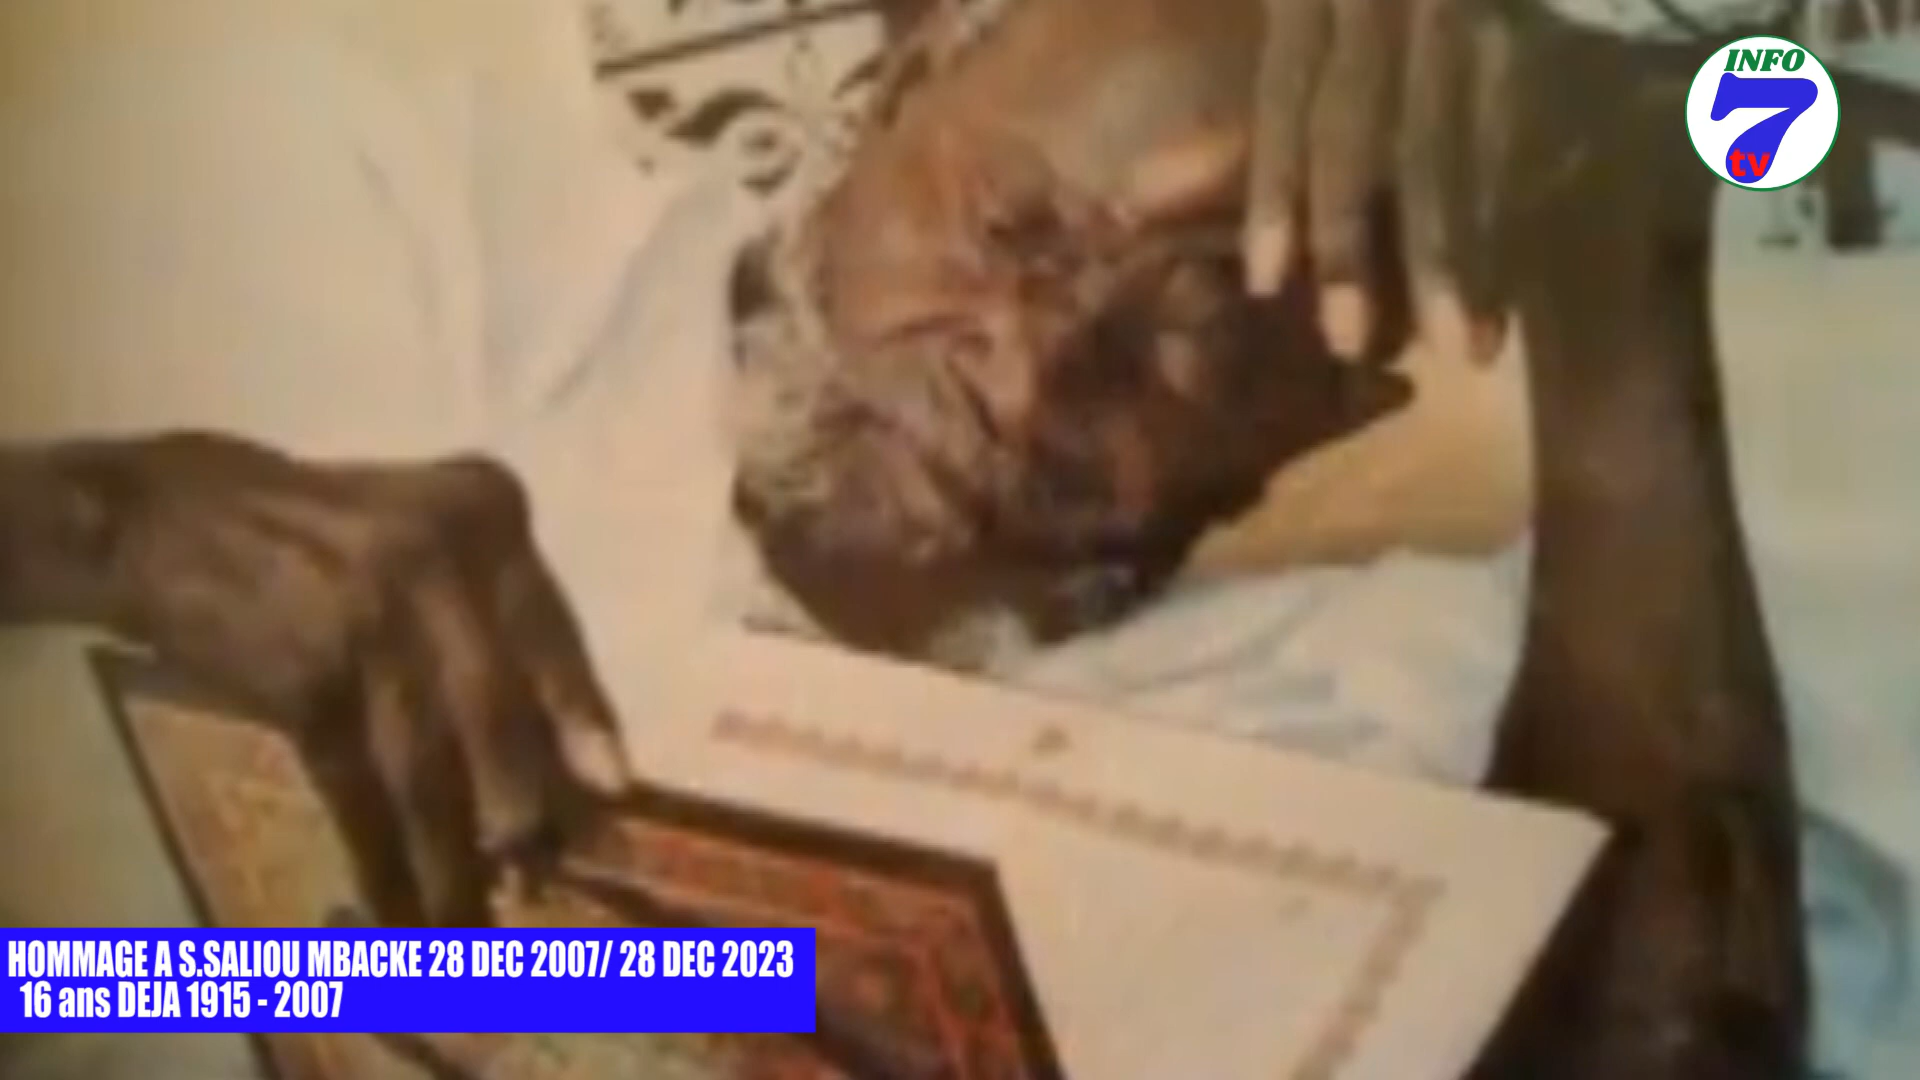 INFO
7
tv
HOMMAGE A S.SALIOU MBACKE 28 DEC 2007/ 28 DEC 2023
16 ans DEJA 1915 - 2007